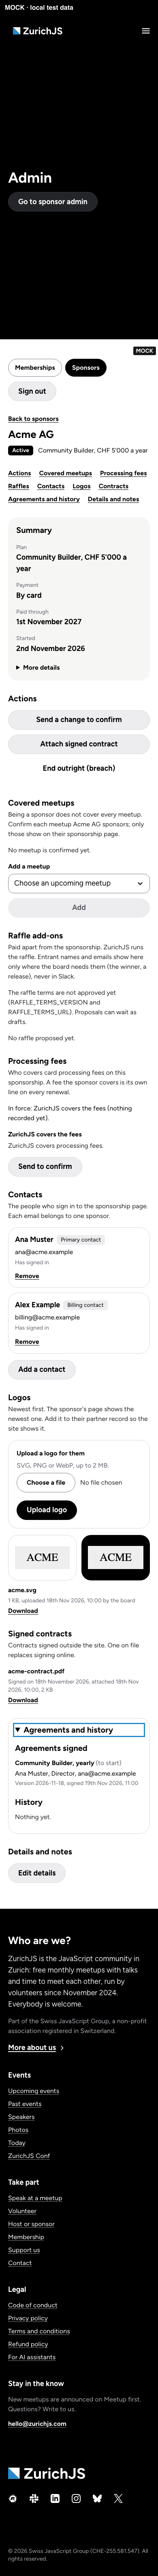 MOCK · local test data
ZurichJS
Admin
Go to sponsor admin
MOCK
Memberships
Sponsors
Sign out
Back to sponsors
Acme AG
Active Community Builder, CHF 5'000 a year
Actions Covered meetups Processing fees
Raffles Contacts Logos Contracts
Agreements and history Details and notes
Summary
Plan
Community Builder, CHF 5'000 a
year
Payment
By card
Paid through
1st November 2027
Started
2nd November 2026
More details
Actions
Send a change to confirm
Attach signed contract
End outright (breach)
Covered meetups
Being a sponsor does not cover every meetup.
Confirm each meetup Acme AG sponsors; only
those show on their sponsorship page.
No meetup is confirmed yet.
Add a meetup
Choose an upcoming meetup
Add
Raffle add-ons
Paid apart from the sponsorship. ZurichJS runs
the raffle. Entrant names and emails show here
only where the board needs them (the winner, a
release), never in Slack.
The raffle terms are not approved yet
(RAFFLE_TERMS_VERSION and
RAFFLE_TERMS_URL). Proposals can wait as
drafts.
No raffle proposed yet.
Processing fees
Who covers card processing fees on this
sponsorship. A fee the sponsor covers is its own
line on every renewal.
In force: ZurichJS covers the fees (nothing
recorded yet).
ZurichJS covers the fees
ZurichJS covers processing fees.
Send to confirm
Contacts
The people who sign in to the sponsorship page.
Each email belongs to one sponsor.
Ana Muster Primary contact
ana@acme.example
Has signed in
Remove
Alex Example Billing contact
billing@acme.example
Has signed in
Remove
Add a contact
Logos
Newest first. The sponsor's page shows the
newest one. Add it to their partner record so the
site shows it.
Upload a logo for them
SVG, PNG or WebP, up to 2 MB.
Choose a file No file chosen
Upload logo
ACME
ACME
acme.svg
1 KB, uploaded 18th Nov 2026, 10:00 by the board
Download
Signed contracts
Contracts signed outside the site. One on file
replaces signing online.
acme-contract.pdf
Signed on 18th November 2026, attached 18th Nov
2026, 10:00, 2 KB
Download
Agreements and history
Agreements signed
Community Builder, yearly (to start)
Ana Muster, Director, ana@acme.example
Version 2026-11-18, signed 19th Nov 2026, 11:00
History
Nothing yet.
Details and notes
Edit details
Who are we?
ZurichJS is the JavaScript community in
Zurich: free monthly meetups with talks
and time to meet each other, run by
volunteers since November 2024.
Everybody is welcome.
Part of the Swiss JavaScript Group, a non-profit
association registered in Switzerland.
More about us
Events
Upcoming events
Past events
Speakers
Photos
Today
ZurichJS Conf
Take part
Speak at a meetup
Volunteer
Host or sponsor
Membership
Support us
Contact
Legal
Code of conduct
Privacy policy
Terms and conditions
Refund policy
For AI assistants
Stay in the know
New meetups are announced on Meetup first.
Questions? Write to us.
hello@zurichjs.com
ZurichJS
© 2026 Swiss JavaScript Group (CHE-255.581.547). All
rights reserved.